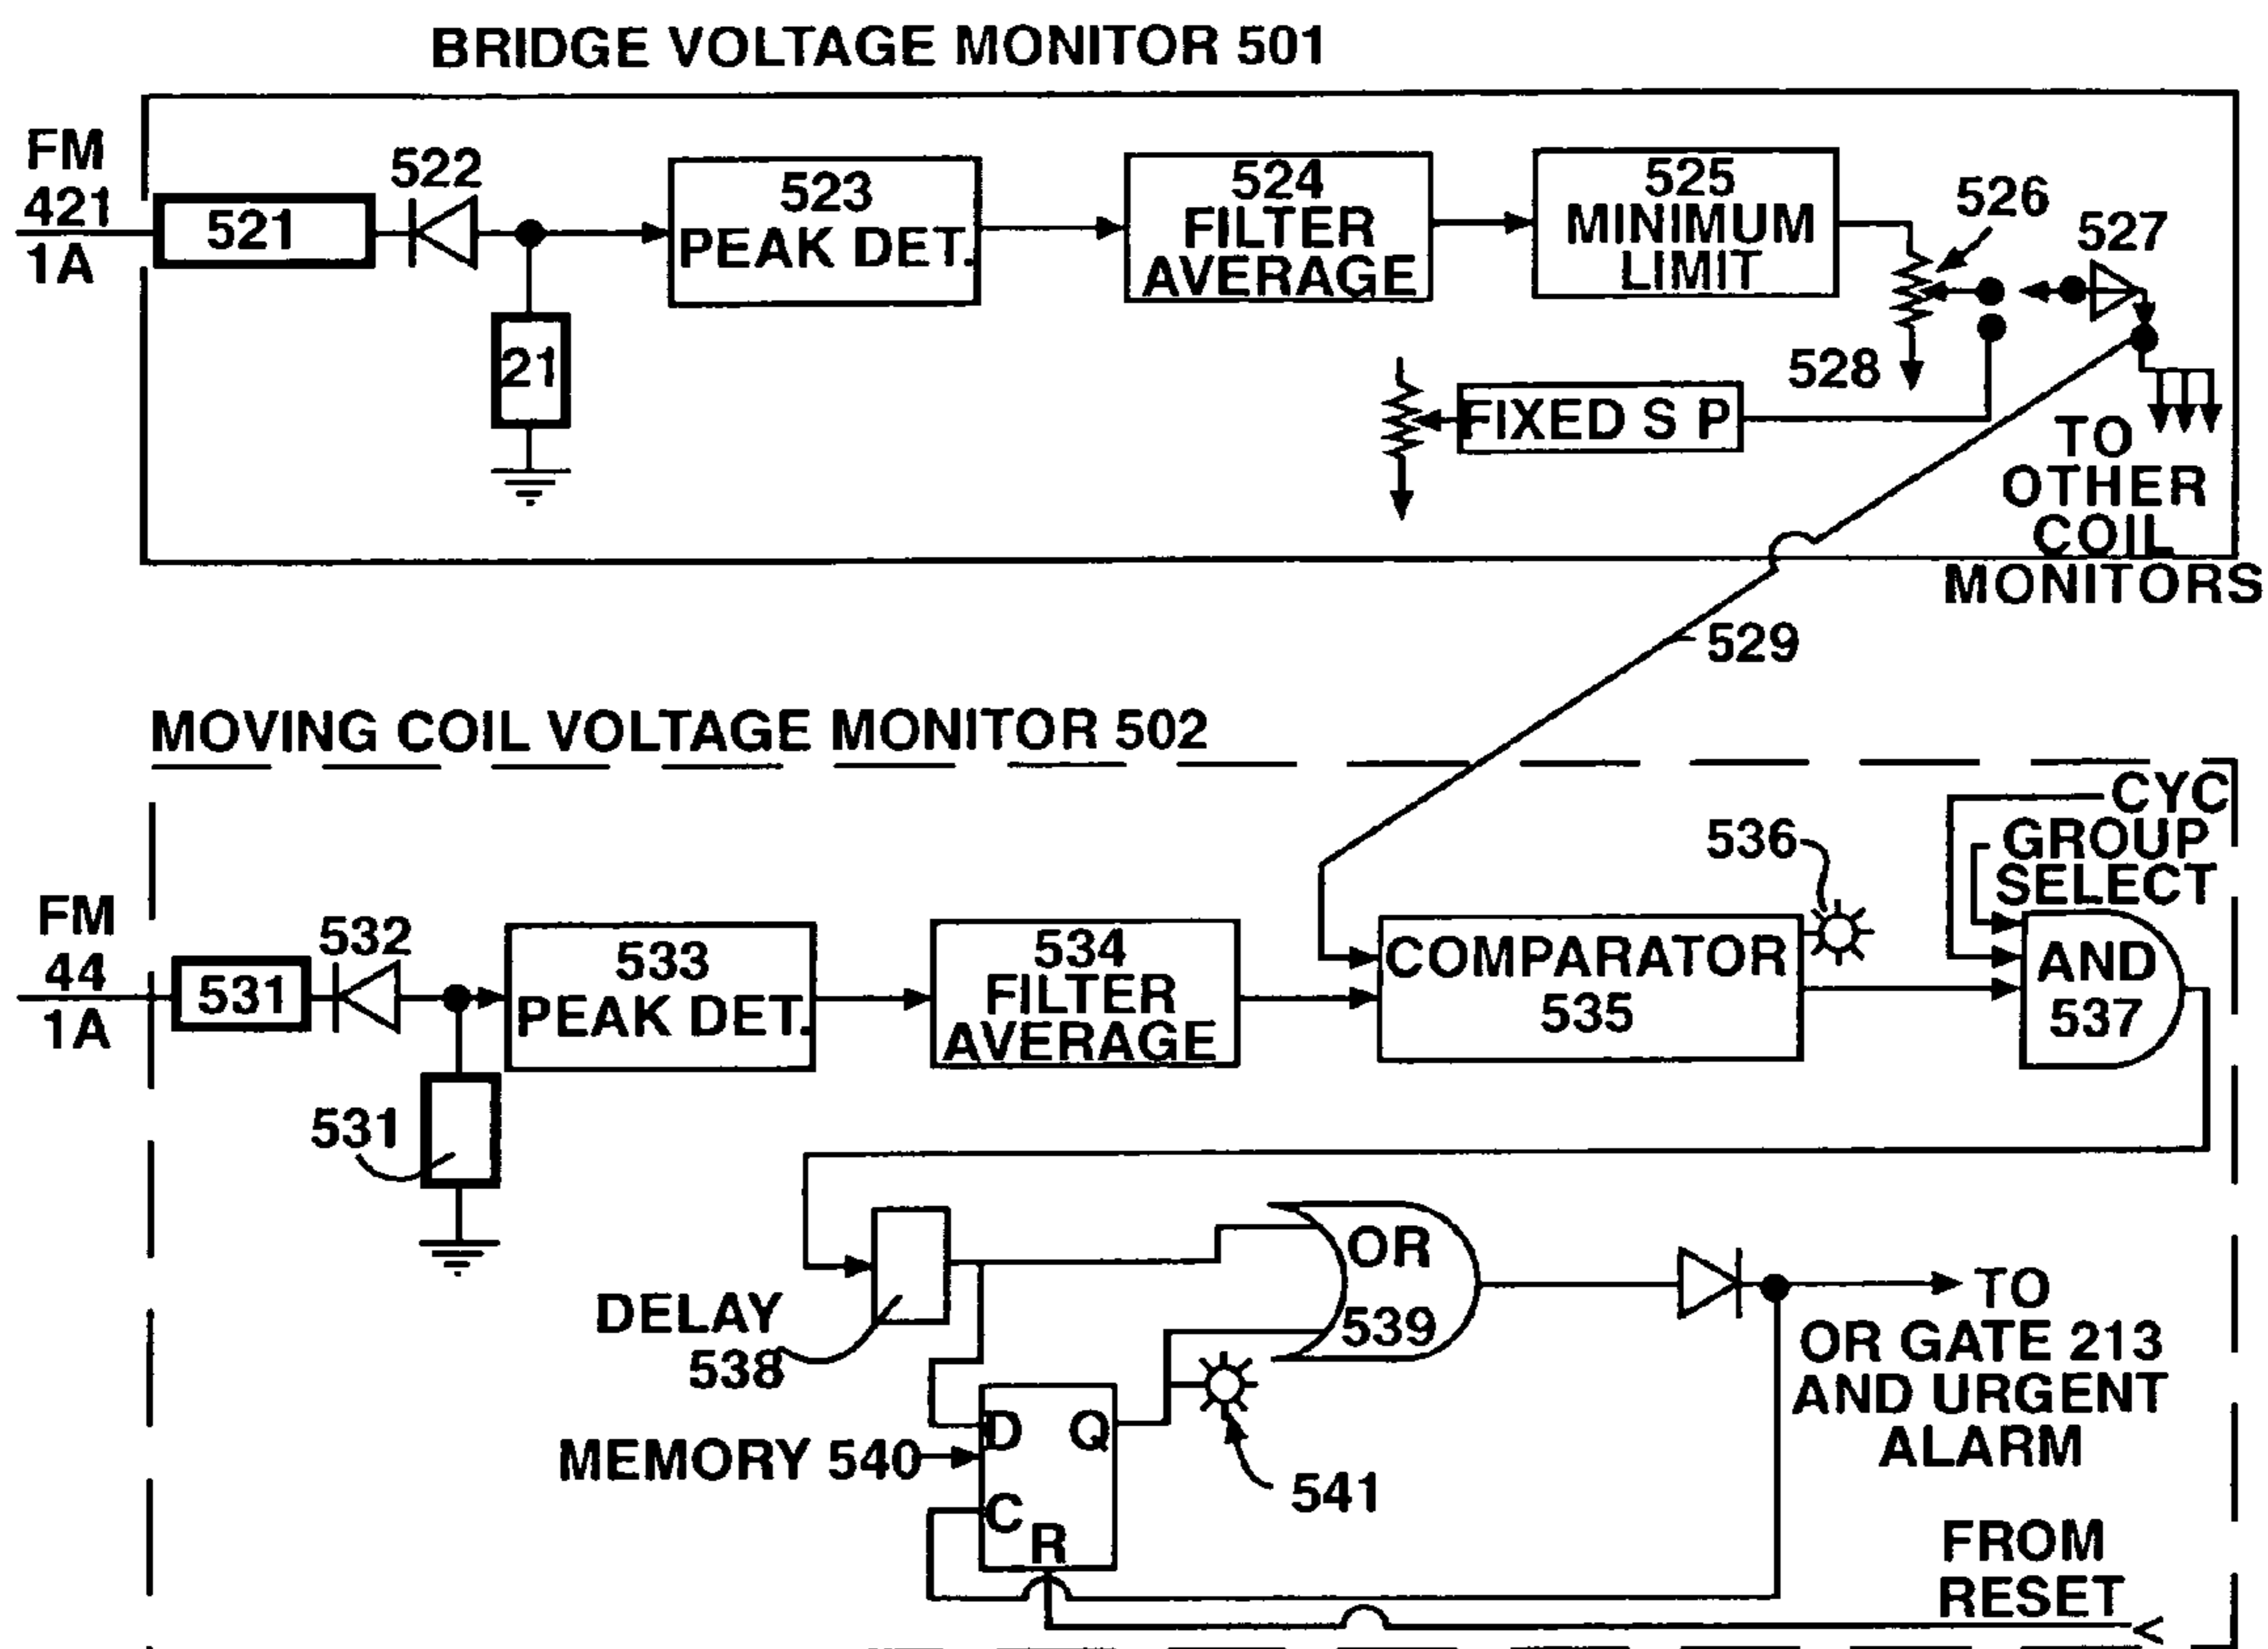 BRIDGE VOLTAGE MONITOR 501
FM
421
1A
521
522
21
523
PEAK DET.
524
FILTER
AVERAGE
525
MINIMUM
LIMIT
526
527
528
FIXED S P
TO
OTHER
COIL
MONITORS
529
MOVING COIL VOLTAGE MONITOR 502
FM
44
1A
531
532
531
533
PEAK DET.
534
FILTER
AVERAGE
COMPARATOR
535
536
CYC
GROUP
SELECT
AND
537
DELAY
538
OR
539
MEMORY 540
D
Q
C
R
541
TO
OR GATE 213
AND URGENT
ALARM
FROM
RESET